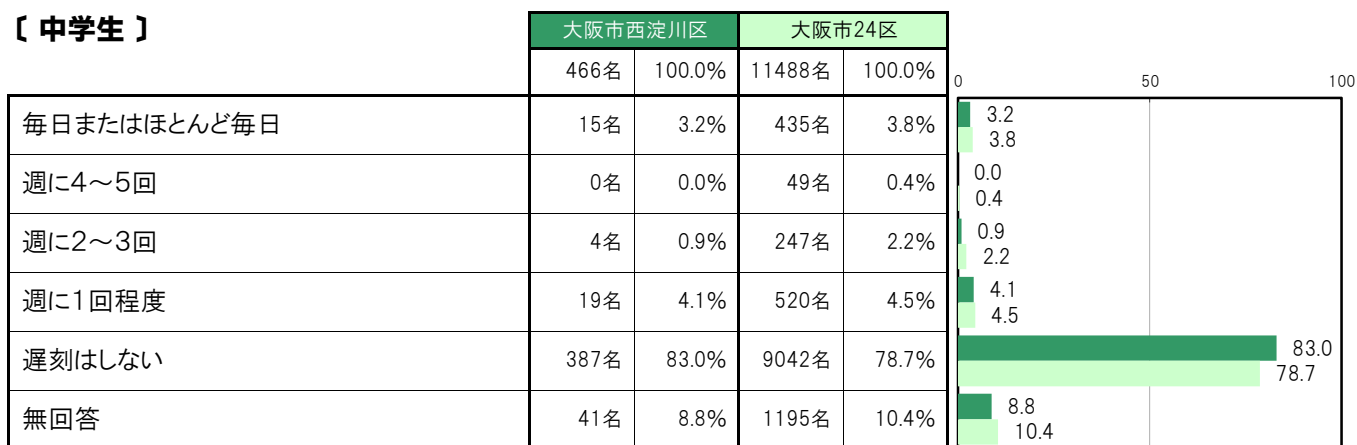 〔 中学生 〕
大阪市西淀川区 大阪市24区
466名 100.0% 11488名 100.0%
0 50 100
毎日またはほとんど毎日 15名 3.2% 435名 3.8%
3.2
3.8
週に4～5回 0名 0.0% 49名 0.4%
0.0
0.4
週に2～3回 4名 0.9% 247名 2.2%
0.9
2.2
週に1回程度 19名 4.1% 520名 4.5%
4.1
4.5
遅刻はしない 387名 83.0% 9042名 78.7%
83.0
78.7
無回答 41名 8.8% 1195名 10.4%
8.8
10.4